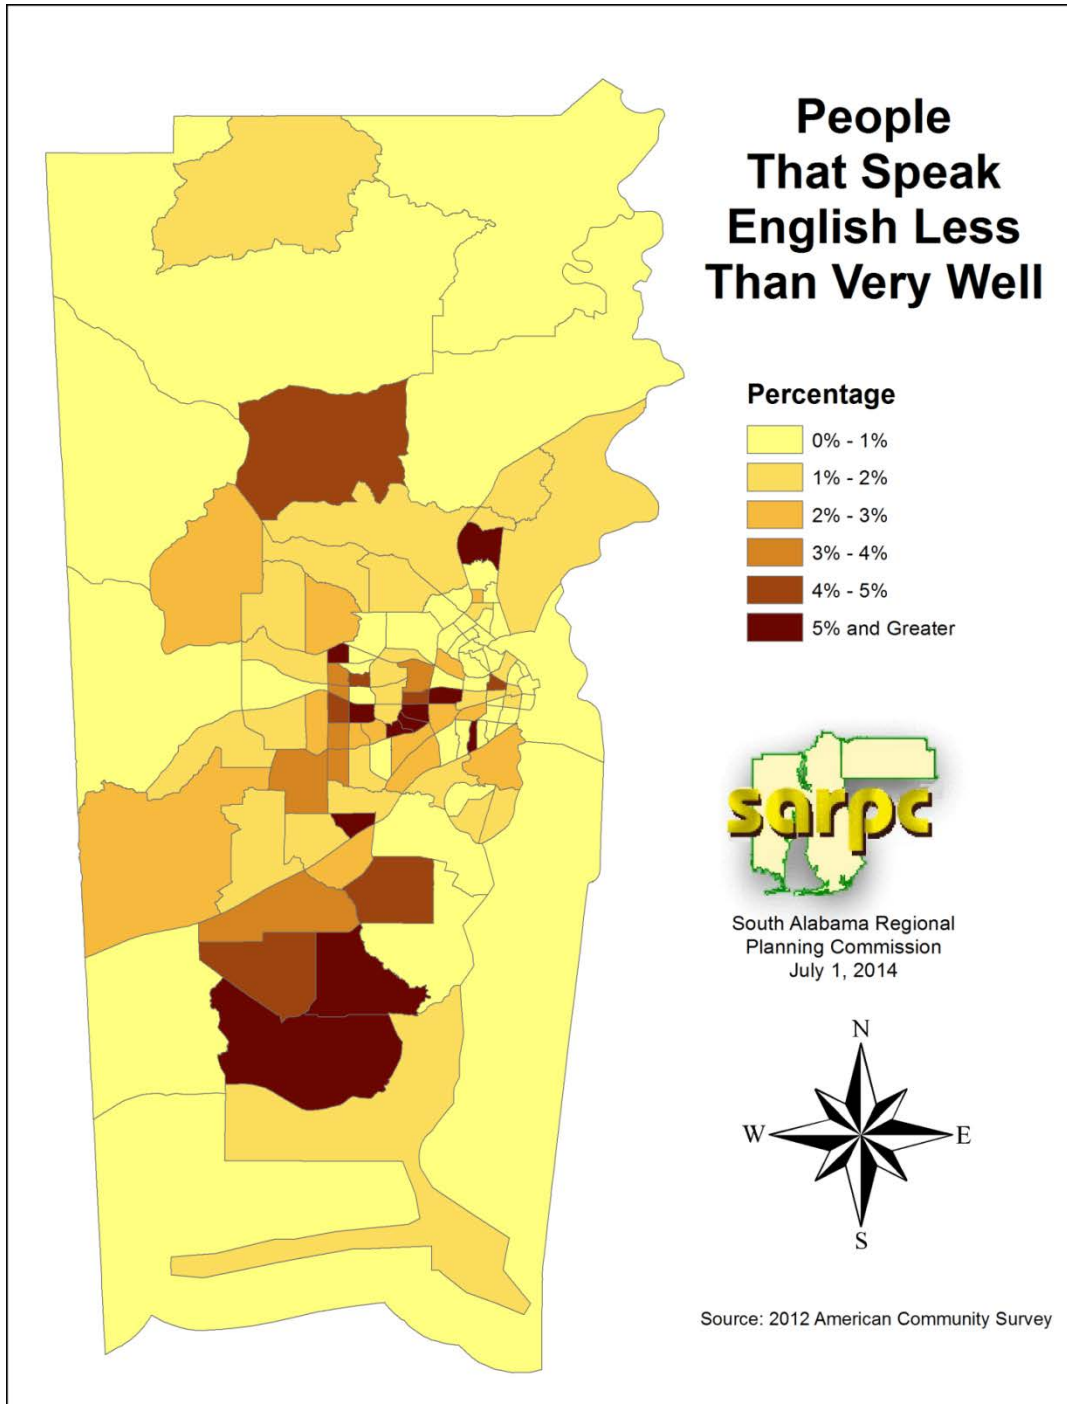 People
That Speak
English Less
Than Very Well
Percentage
0% - 1%
1% - 2%
2% - 3%
3% - 4%
4% - 5%
5% and Greater
sarpc
South Alabama Regional
Planning Commission
July 1, 2014
N
W
E
S
Source: 2012 American Community Survey